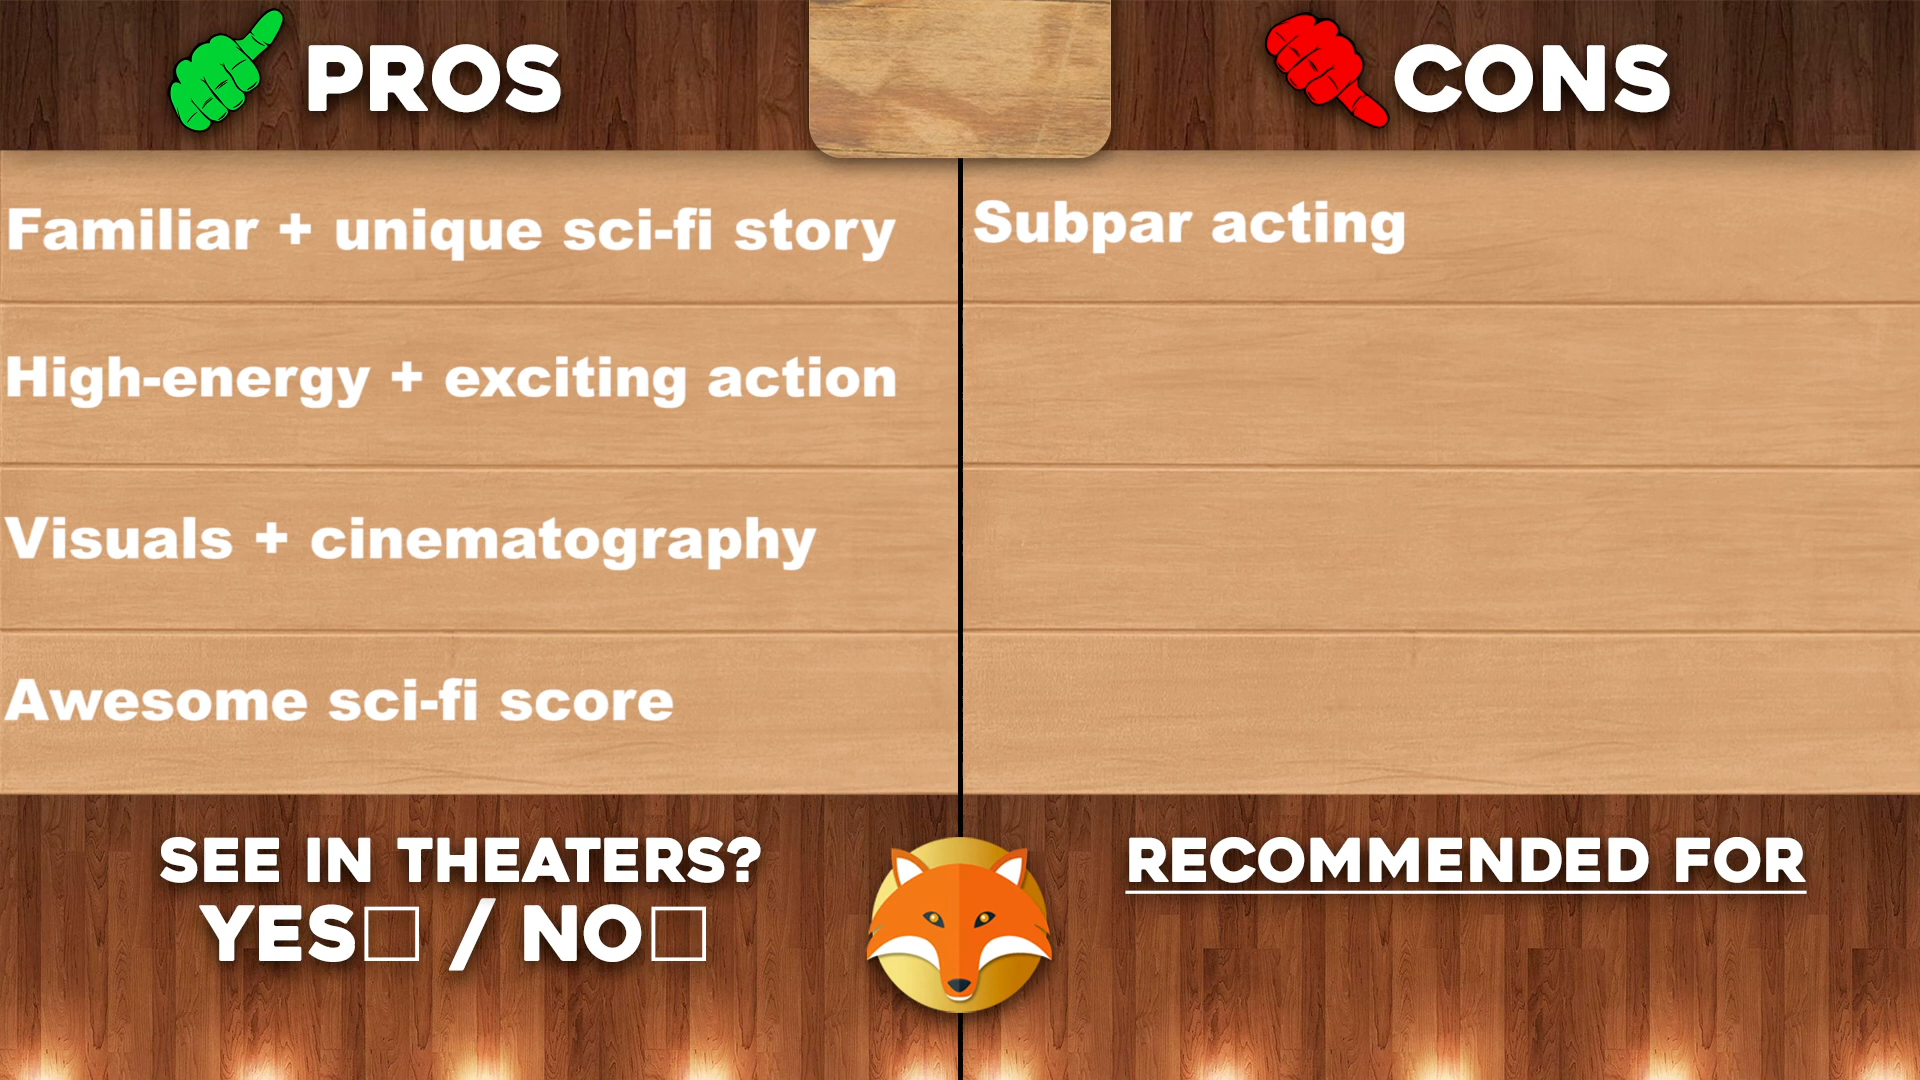 PROS
CONS
Familiar + unique sci-fi story
Subpar acting
High-energy + exciting action
Visuals + cinematography
Awesome sci-fi score
SEE IN THEATERS?
YES☐ / NO☐
RECOMMENDED FOR